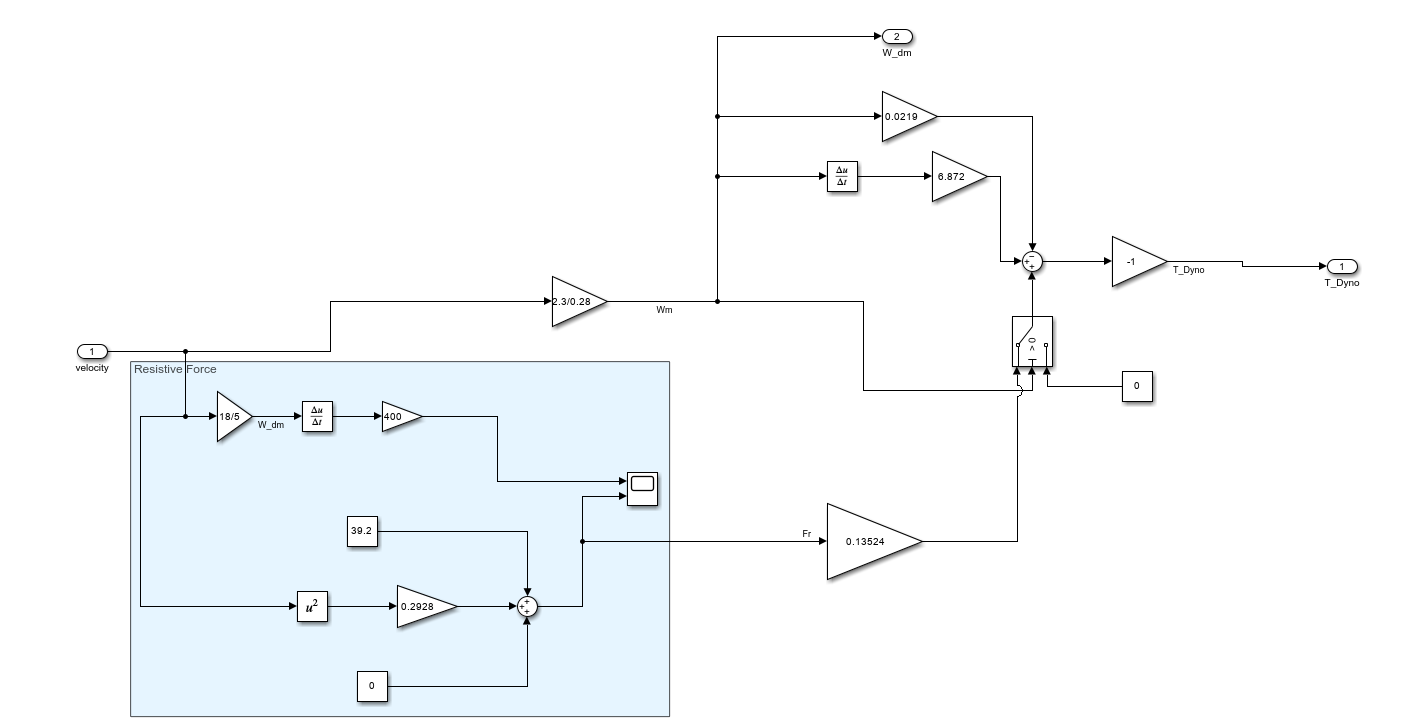 2
W_dm
0.0219
Δu
Δt
6.872
-1
T_Dyno
1
T_Dyno
2.3/0.28
Wm
1
velocity
> 0
0
Resistive Force
18/5
W_dm
Δu
Δt
400
39.2
Fr
0.13524
u²
0.2928
0